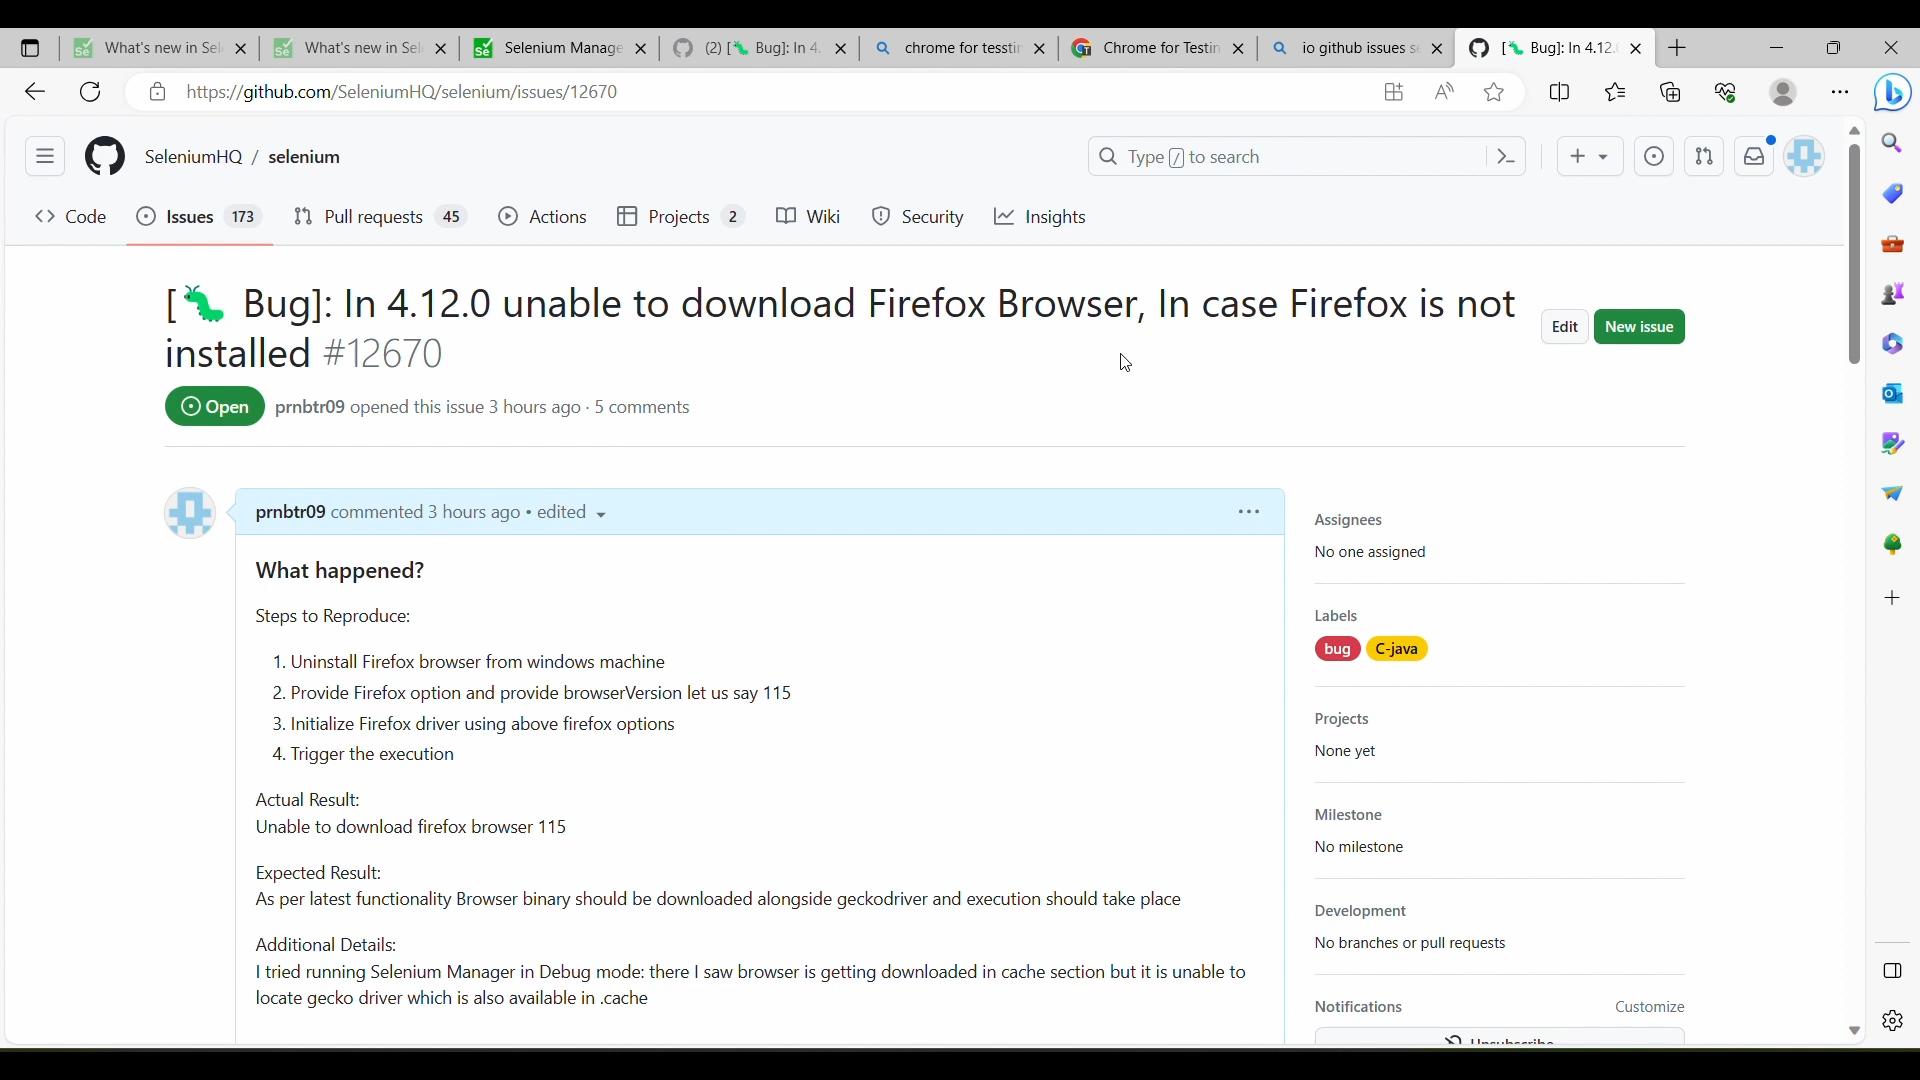 What's new in Sel
What's new in Sel
Selenium Manage
(2) [🐛 Bug]: In 4.
chrome for tesstin
Chrome for Testin
io github issues se
[🐛 Bug]: In 4.12.0
https://github.com/SeleniumHQ/selenium/issues/12670
SeleniumHQ / selenium
Type / to search
Code
Issues 173
Pull requests 45
Actions
Projects 2
Wiki
Security
Insights
[🐛 Bug]: In 4.12.0 unable to download Firefox Browser, In case Firefox is not
installed #12670
Edit
New issue
Open
prnbtr09 opened this issue 3 hours ago · 5 comments
prnbtr09 commented 3 hours ago • edited
What happened?
Steps to Reproduce:
1. Uninstall Firefox browser from windows machine
2. Provide Firefox option and provide browserVersion let us say 115
3. Initialize Firefox driver using above firefox options
4. Trigger the execution
Actual Result:
Unable to download firefox browser 115
Expected Result:
As per latest functionality Browser binary should be downloaded alongside geckodriver and execution should take place
Additional Details:
I tried running Selenium Manager in Debug mode: there I saw browser is getting downloaded in cache section but it is unable to
locate gecko driver which is also available in .cache
Assignees
No one assigned
Labels
bug
C-java
Projects
None yet
Milestone
No milestone
Development
No branches or pull requests
Notifications
Customize
Unsubscribe